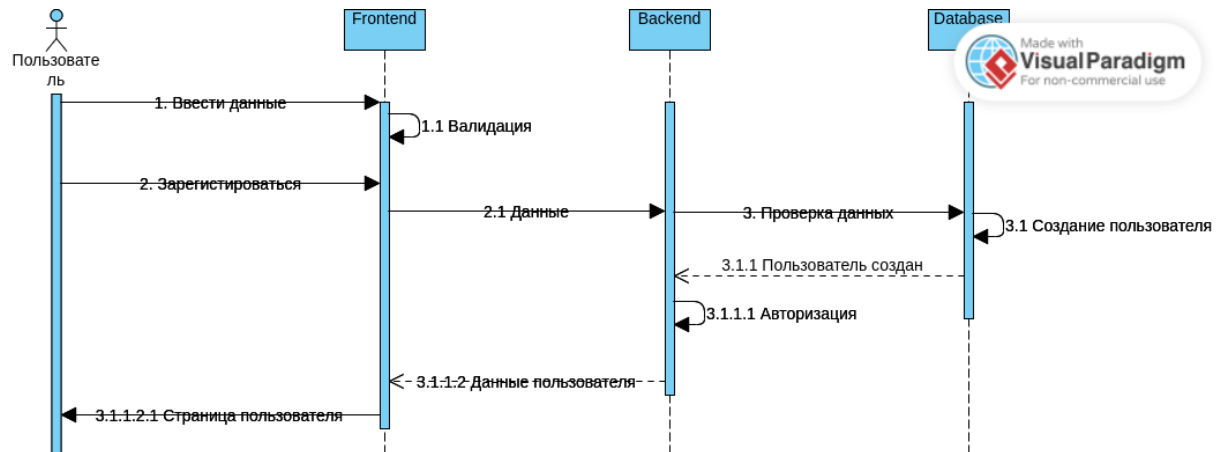 Frontend
Backend
Database
Made with
Visual Paradigm
For non-commercial use
Пользовате
ль
1. Ввести данные
1.1 Валидация
2. Зарегистироваться
2.1 Данные
3. Проверка данных
3.1 Создание пользователя
3.1.1 Пользователь создан
3.1.1.1 Авторизация
3.1.1.2 Данные пользователя
3.1.1.2.1 Страница пользователя